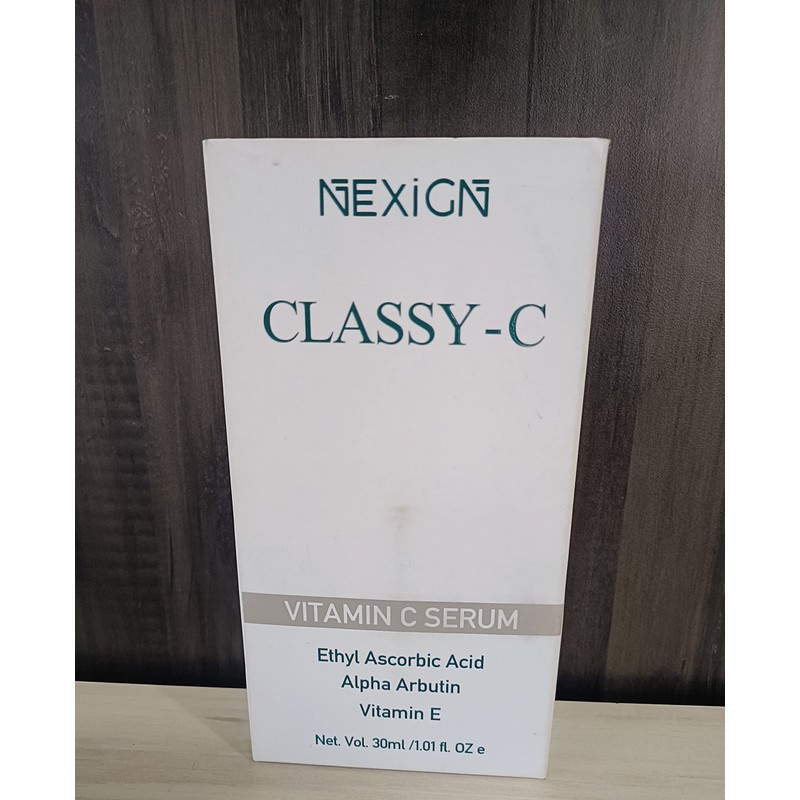 NEXiGN
CLASSY-C
VITAMIN C SERUM
Ethyl Ascorbic Acid
Alpha Arbutin
Vitamin E
Net. Vol. 30ml /1.01 fl. OZ e